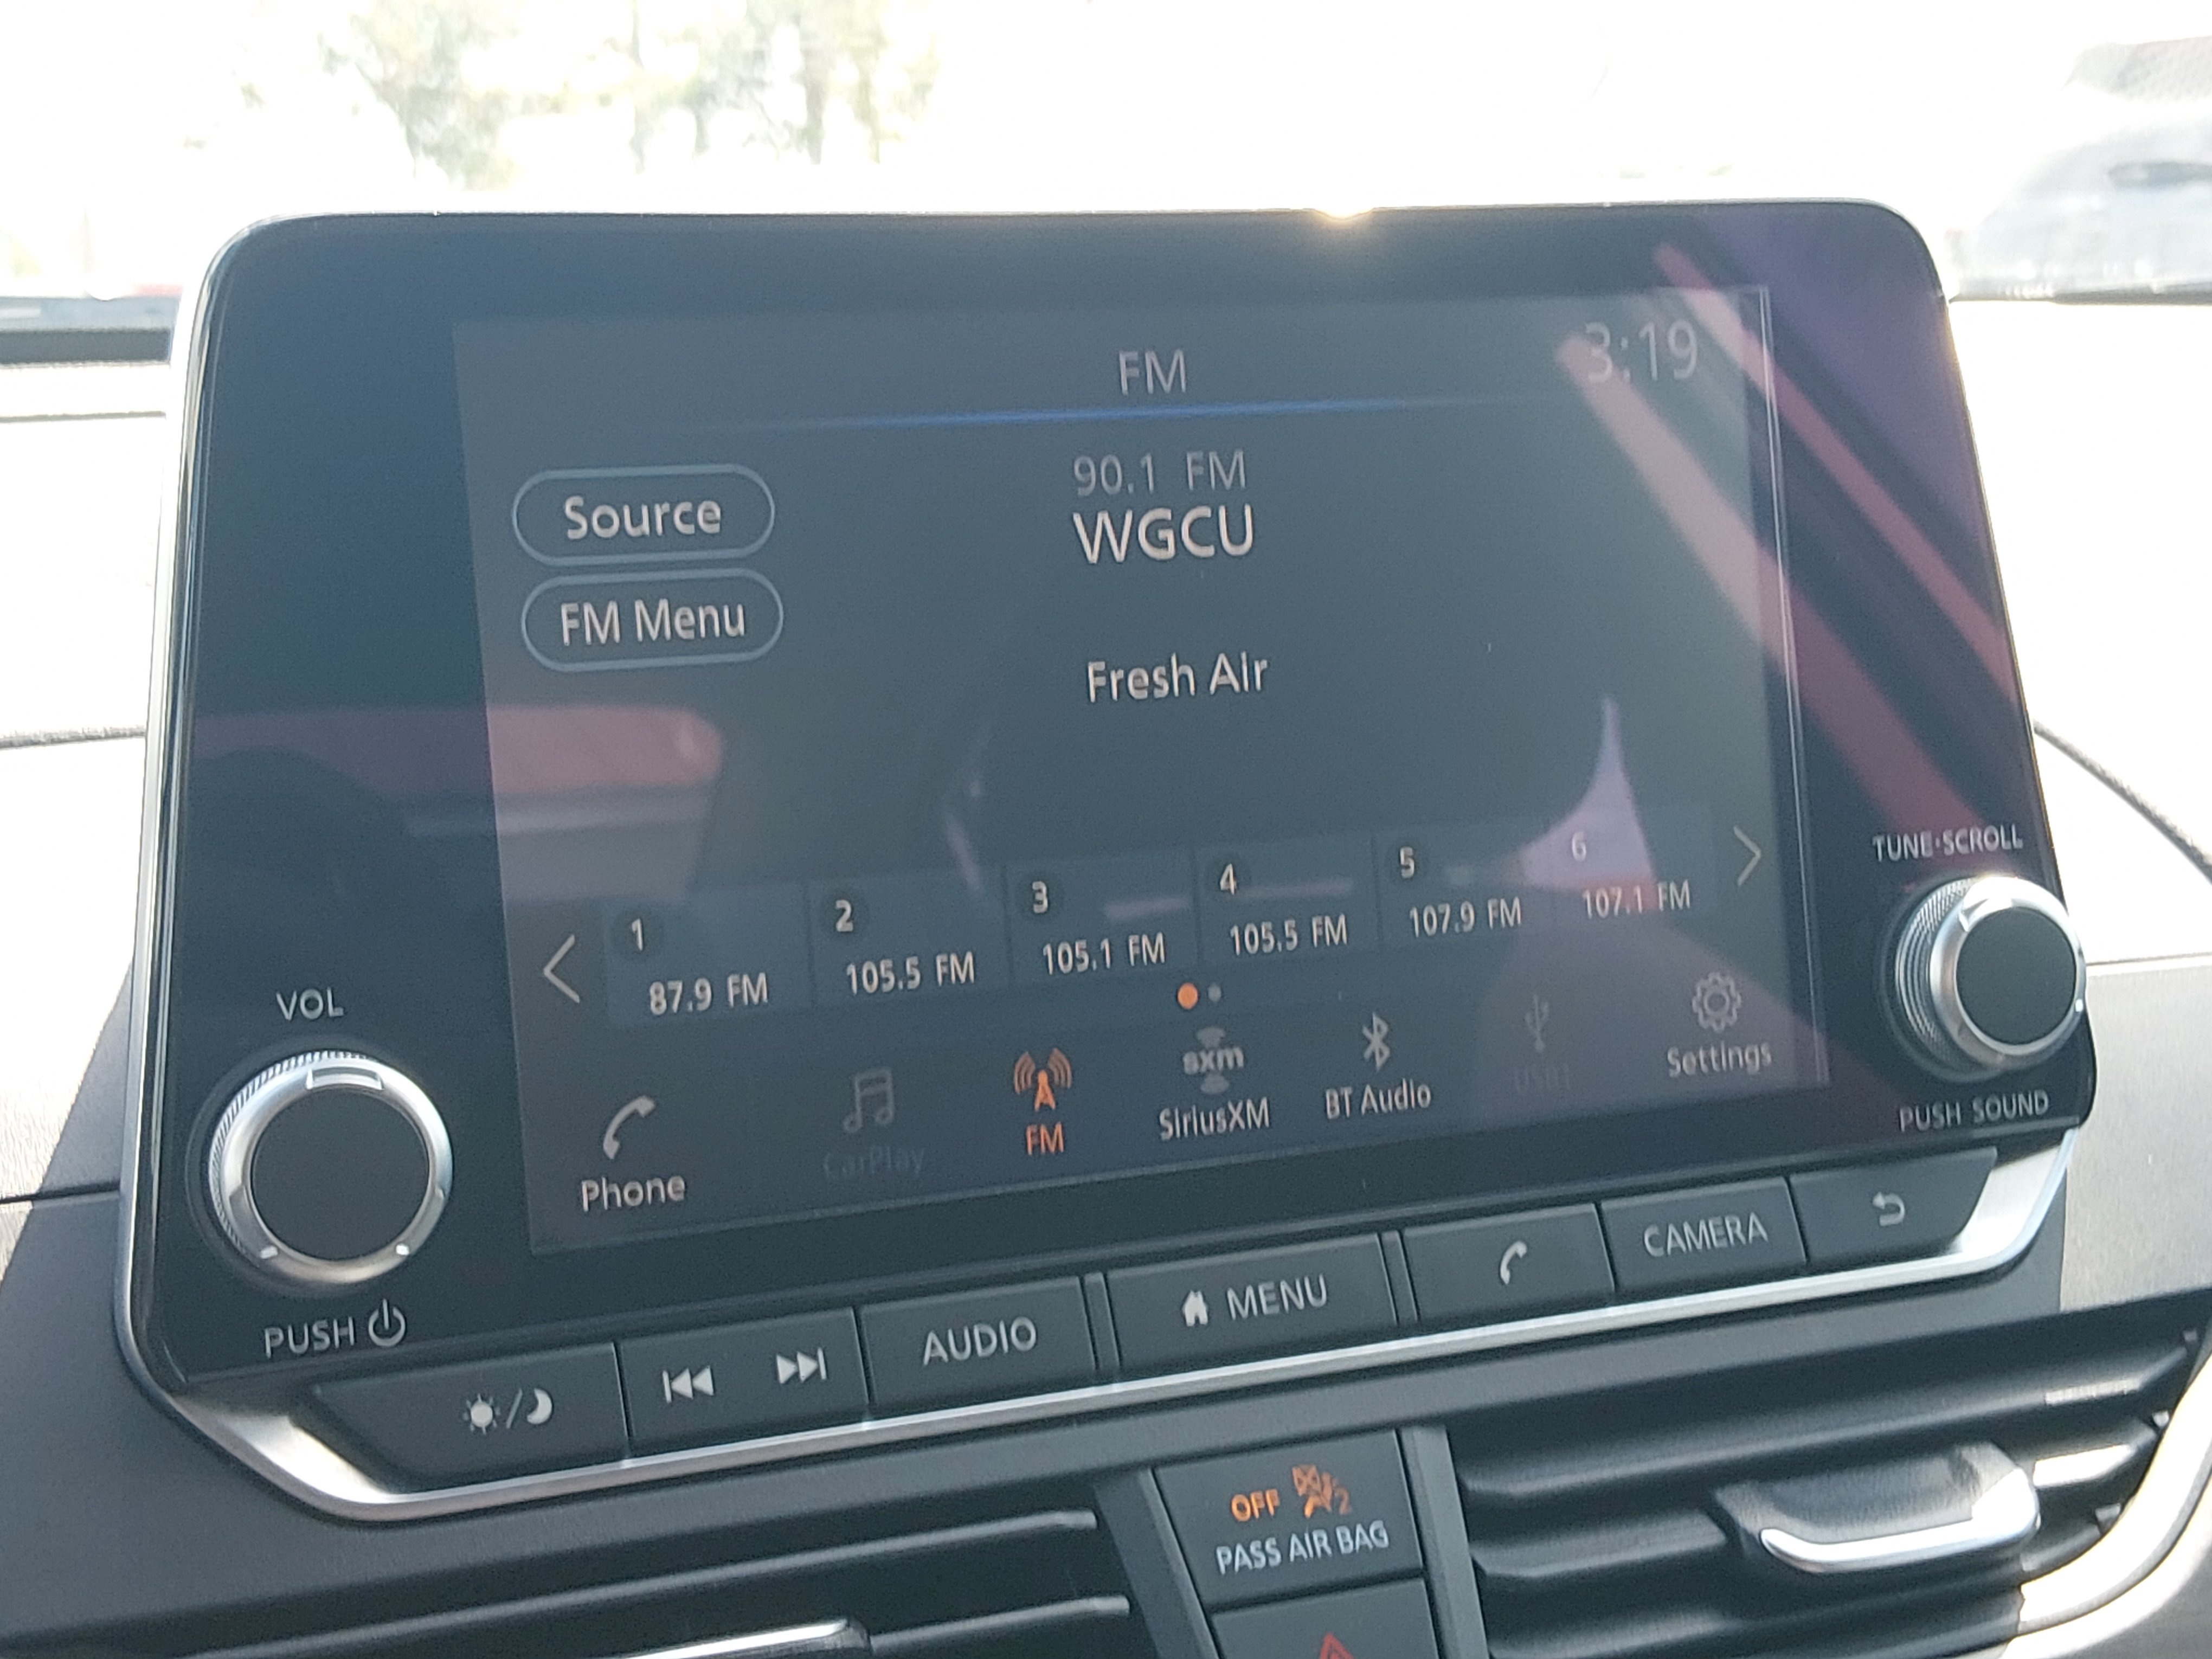 FM
3:19
90.1 FM
WGCU
Source
FM Menu
Fresh Air
1
87.9 FM
2
105.5 FM
3
105.1 FM
4
105.5 FM
5
107.9 FM
6
107.1 FM
TUNE·SCROLL
PUSH SOUND
VOL
PUSH
Phone
CarPlay
FM
sxm
SiriusXM
BT Audio
Settings
AUDIO
MENU
CAMERA
OFF
2
PASS AIR BAG